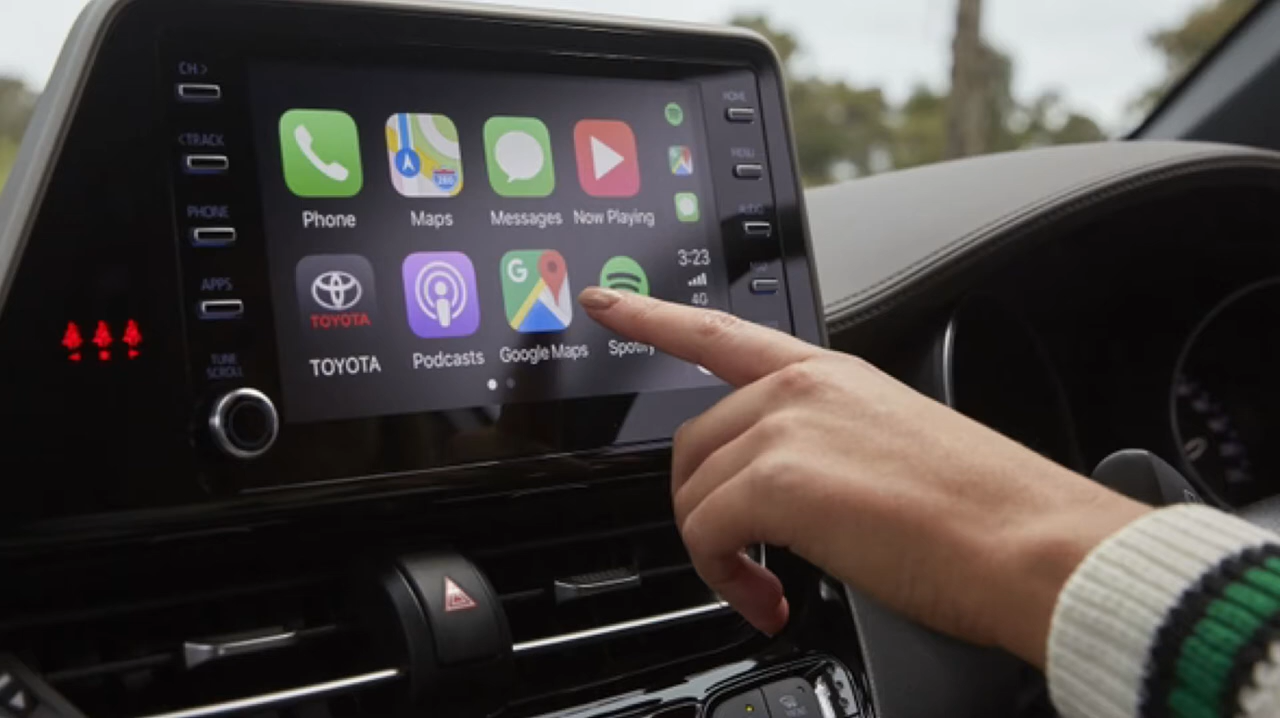 CH >
< TRACK
PHONE
APPS
TUNE
SCROLL
HOME
MENU
AUDIO
Phone
Maps
Messages
Now Playing
280
TOYOTA
TOYOTA
Podcasts
G
Google Maps
Spotify
3:23
4G